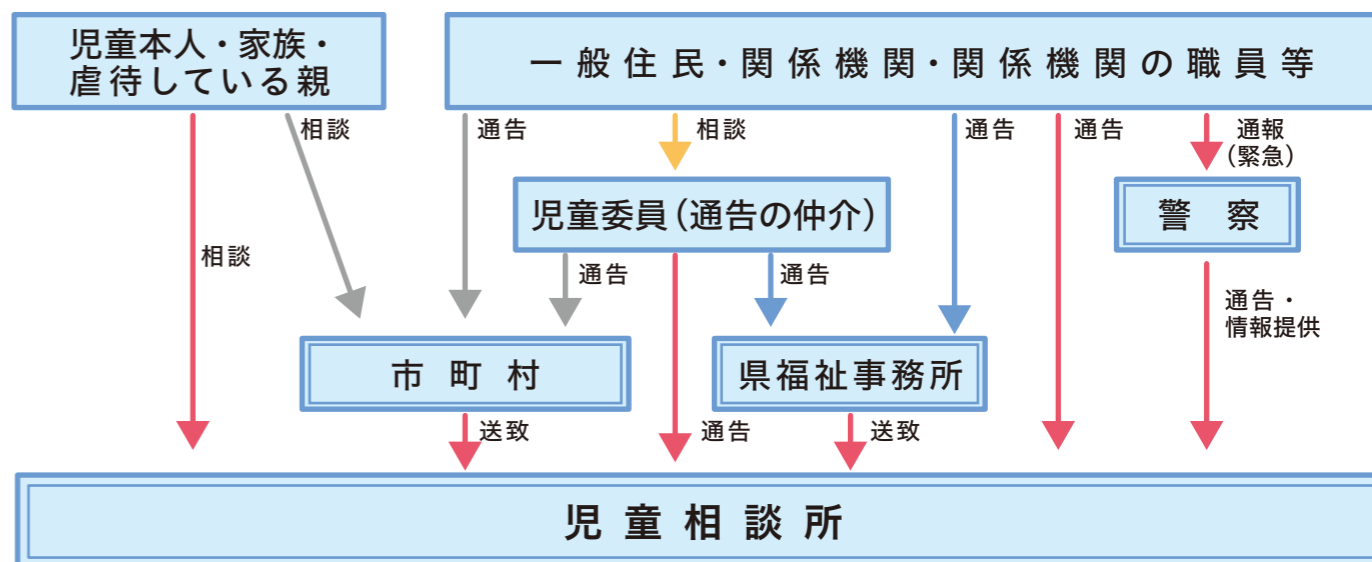 児童本人・家族・
虐待している親
一般住民・関係機関・関係機関の職員等
相談
通告
相談
通告
通告
通報
(緊急)
児童委員(通告の仲介)
警察
相談
通告
通告
通告・
情報提供
市町村
県福祉事務所
送致
通告
送致
児童相談所